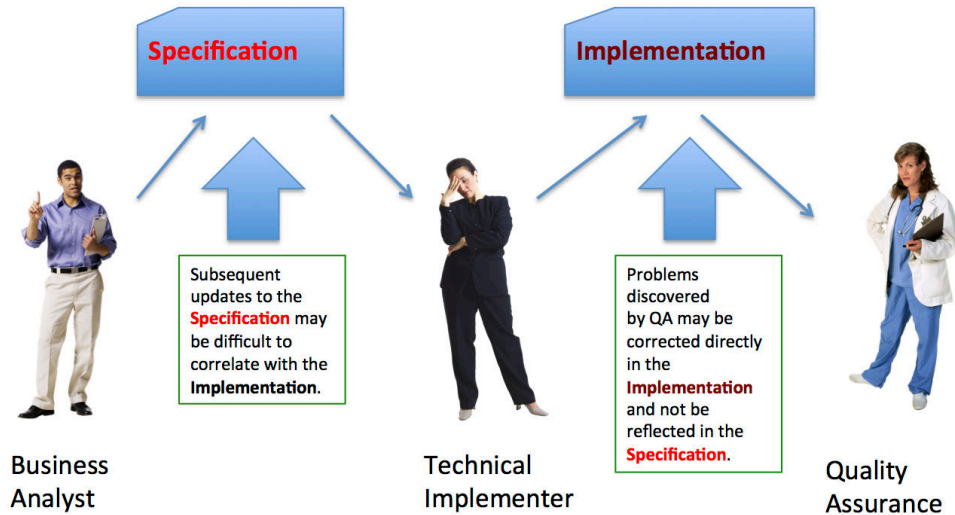 Specification
Implementation
Subsequent
updates to the
Specification may
be difficult to
correlate with the
Implementation.
Problems
discovered
by QA may be
corrected directly
in the
Implementation
and not be
reflected in the
Specification.
Business
Analyst
Technical
Implementer
Quality
Assurance